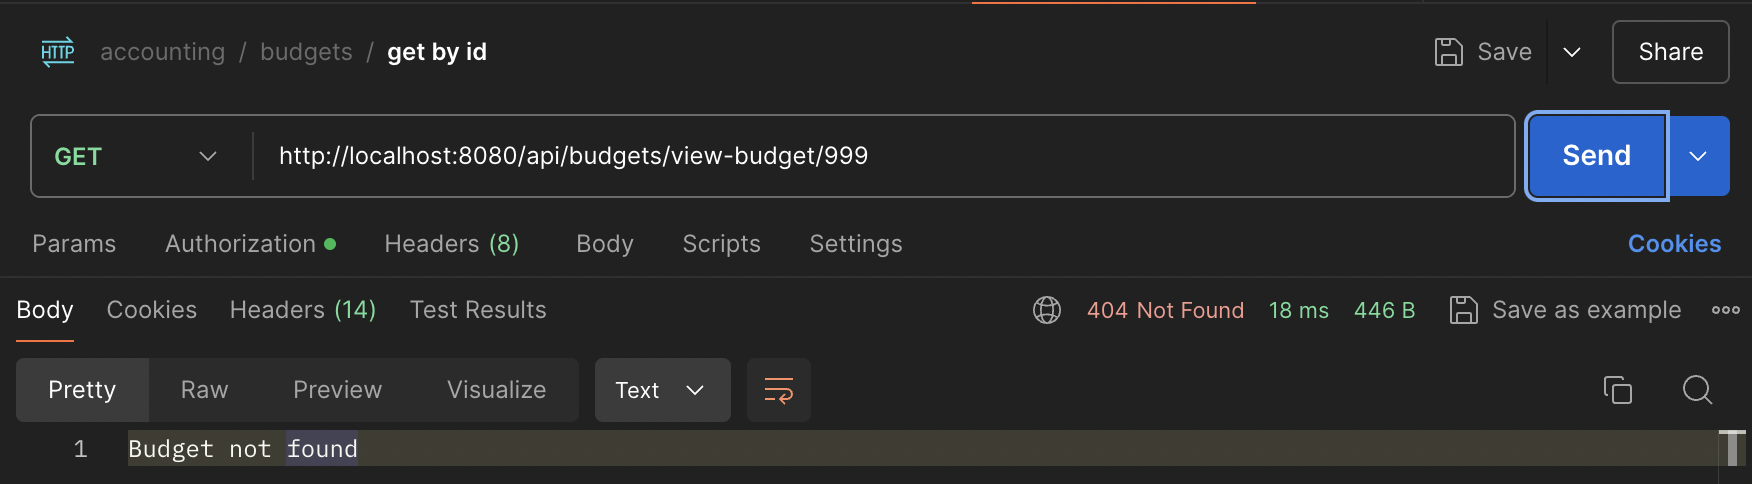 HTTP accounting / budgets / get by id Save Share
GET http://localhost:8080/api/budgets/view-budget/999 Send
Params Authorization Headers (8) Body Scripts Settings Cookies
Body Cookies Headers (14) Test Results 404 Not Found 18 ms 446 B Save as example
Pretty Raw Preview Visualize Text
1 Budget not found